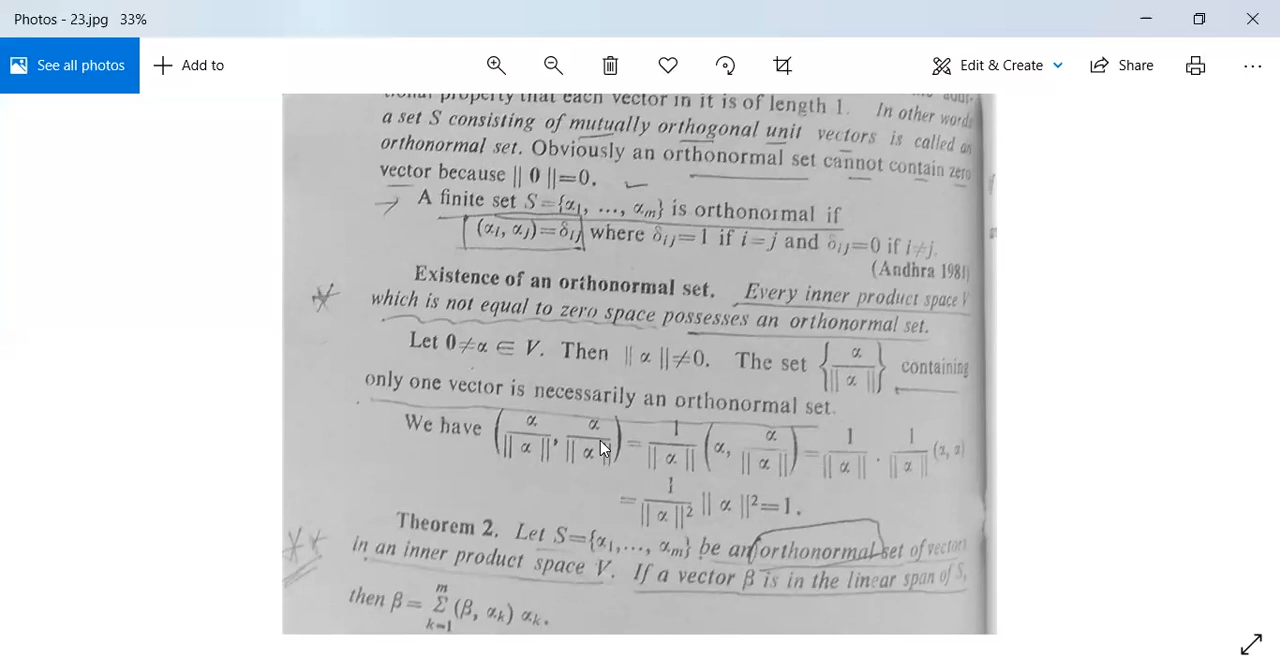 Photos - 23.jpg 33%
See all photos
Add to
Edit & Create
Share
tional property that each vector in it is of length 1. In other words
a set S consisting of mutually orthogonal unit vectors is called an
orthonormal set. Obviously an orthonormal set cannot contain zero
vector because || 0 ||=0.
A finite set S={α1, ..., αm} is orthonormal if
(αi, αj)=δij where δij=1 if i=j and δij=0 if i≠j.
(Andhra 1981)
Existence of an orthonormal set. Every inner product space V
which is not equal to zero space possesses an orthonormal set.
Let 0≠α ∈ V. Then || α ||≠0. The set {α/|| α ||} containing
only one vector is necessarily an orthonormal set.
We have (α/|| α ||, α/|| α ||) = 1/|| α || (α, α/|| α ||) = 1/|| α || . 1/|| α || (α, α)
= 1/|| α ||² || α ||²=1.
Theorem 2. Let S={α1,..., αm} be an orthonormal set of vectors
in an inner product space V. If a vector β is in the linear span of S,
then β= m Σ k=1 (β, αk) αk.